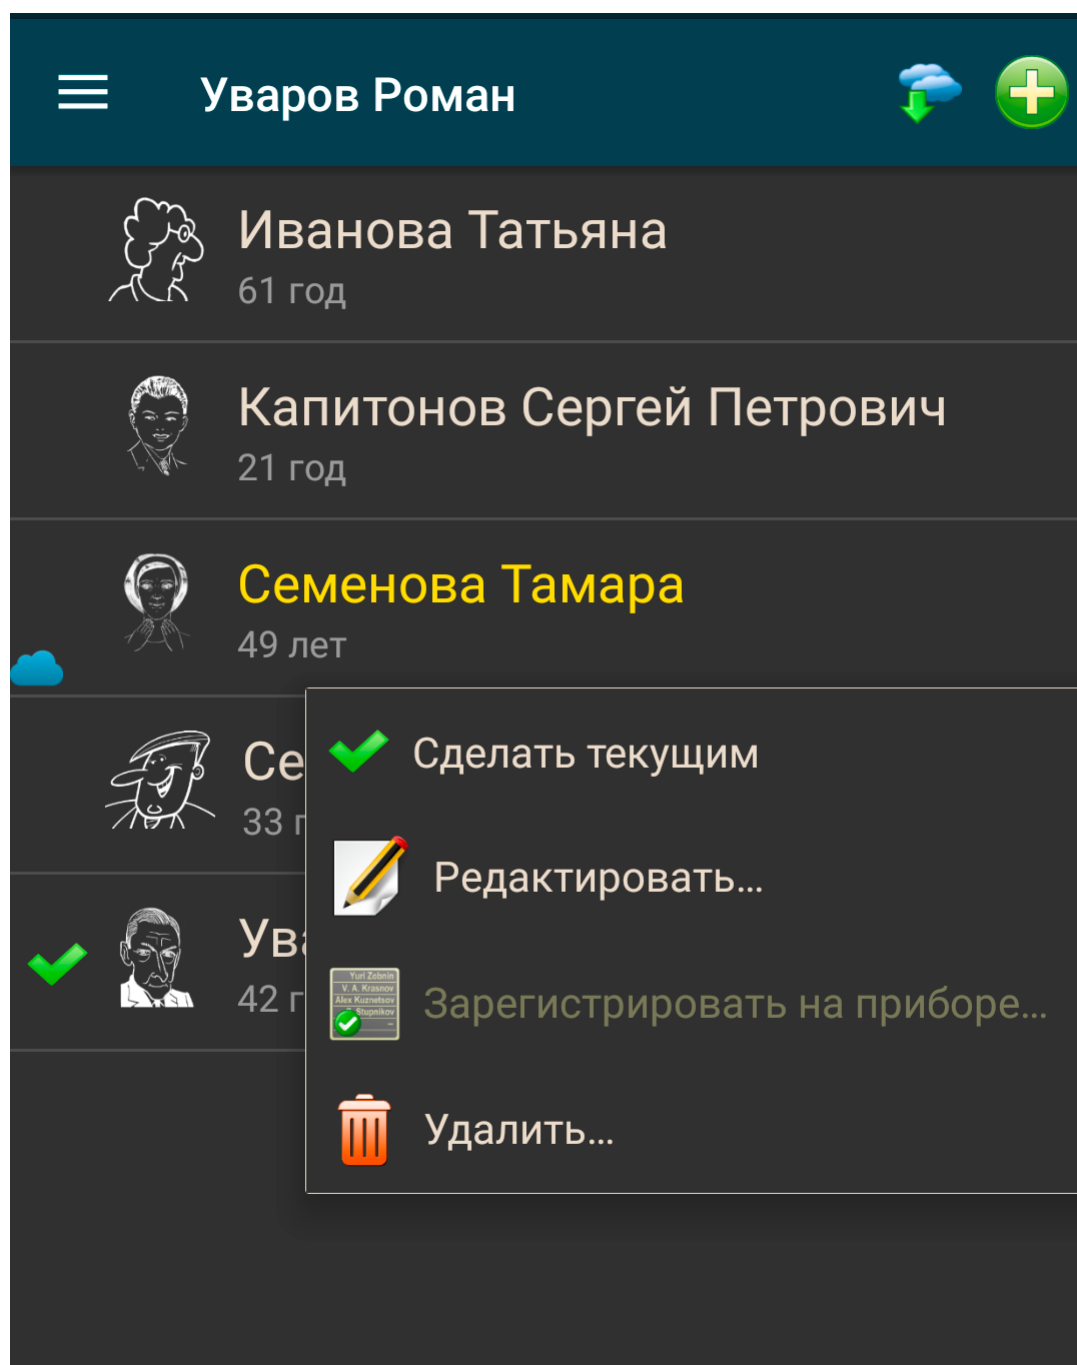 Уваров Роман
Иванова Татьяна
61 год
Капитонов Сергей Петрович
21 год
Семенова Тамара
49 лет
Се
33 г
Сделать текущим
Редактировать...
Ува
42 г
Yuri Zebnin
V. A. Krasnov
Alex Kuznetsov
Stupnikov
Зарегистрировать на приборе...
Удалить...